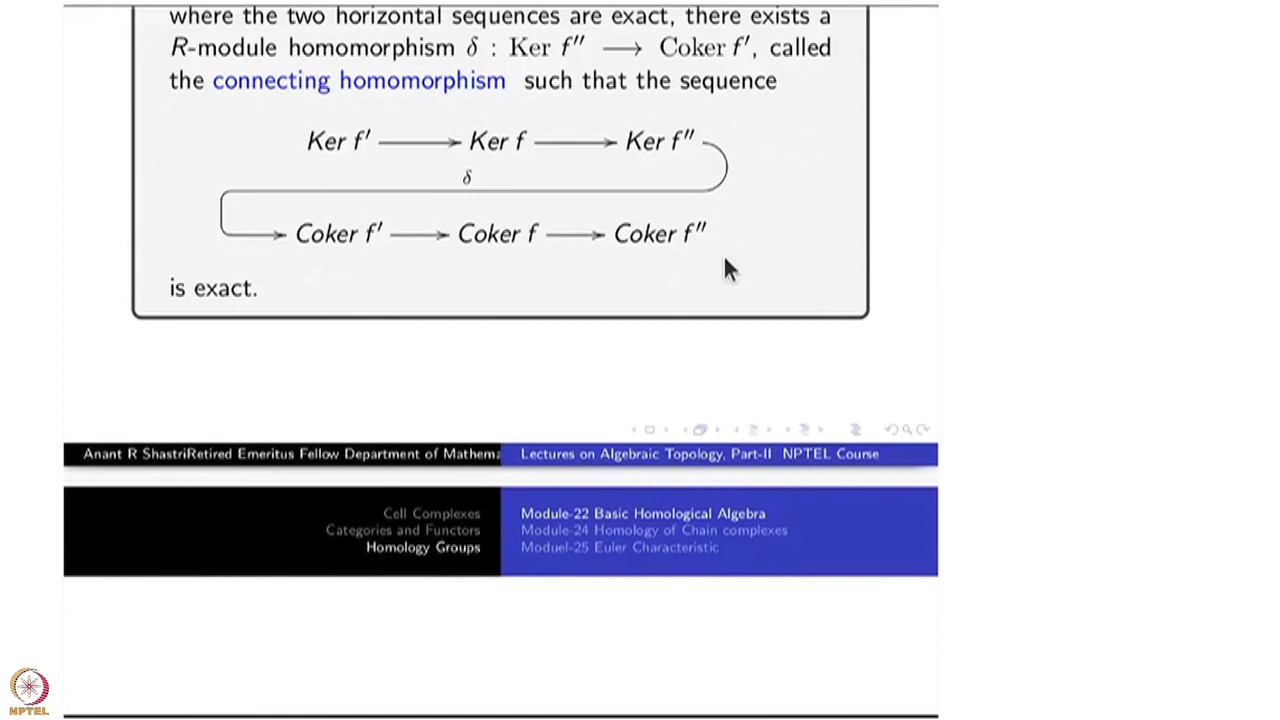 where the two horizontal sequences are exact, there exists a
R-module homomorphism δ : Ker f″ ⟶ Coker f′, called
the connecting homomorphism such that the sequence
Ker f′ ⟶ Ker f ⟶ Ker f″
δ
Coker f′ ⟶ Coker f ⟶ Coker f″
is exact.
Anant R ShastriRetired Emeritus Fellow Department of Mathema Lectures on Algebraic Topology, Part-II NPTEL Course
Cell Complexes
Categories and Functors
Homology Groups
Module-22 Basic Homological Algebra
Module-24 Homology of Chain complexes
Moduel-25 Euler Characteristic
NPTEL